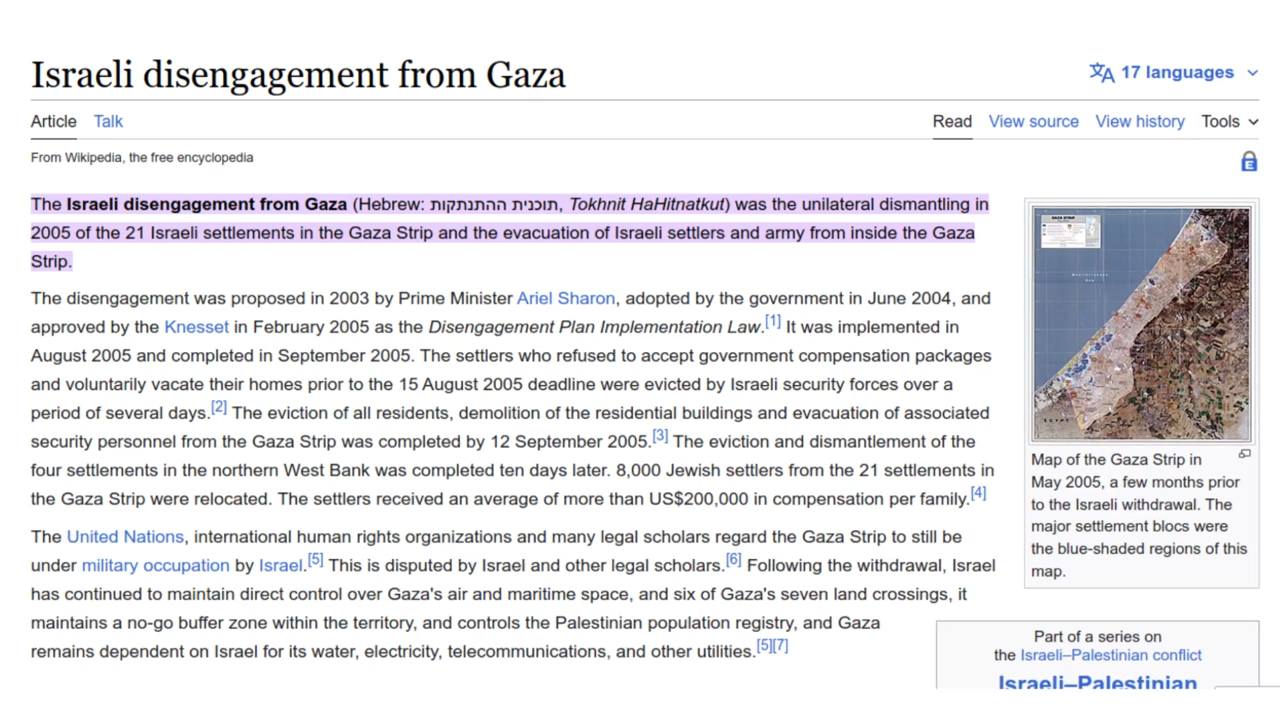 Israeli disengagement from Gaza
17 languages
Article Talk
Read View source View history Tools
From Wikipedia, the free encyclopedia
The Israeli disengagement from Gaza (Hebrew: תוכנית ההתנתקות, Tokhnit HaHitnatkut) was the unilateral dismantling in
2005 of the 21 Israeli settlements in the Gaza Strip and the evacuation of Israeli settlers and army from inside the Gaza
Strip.
The disengagement was proposed in 2003 by Prime Minister Ariel Sharon, adopted by the government in June 2004, and
approved by the Knesset in February 2005 as the Disengagement Plan Implementation Law.[1] It was implemented in
August 2005 and completed in September 2005. The settlers who refused to accept government compensation packages
and voluntarily vacate their homes prior to the 15 August 2005 deadline were evicted by Israeli security forces over a
period of several days.[2] The eviction of all residents, demolition of the residential buildings and evacuation of associated
security personnel from the Gaza Strip was completed by 12 September 2005.[3] The eviction and dismantlement of the
four settlements in the northern West Bank was completed ten days later. 8,000 Jewish settlers from the 21 settlements in
the Gaza Strip were relocated. The settlers received an average of more than US$200,000 in compensation per family.[4]
The United Nations, international human rights organizations and many legal scholars regard the Gaza Strip to still be
under military occupation by Israel.[5] This is disputed by Israel and other legal scholars.[6] Following the withdrawal, Israel
has continued to maintain direct control over Gaza's air and maritime space, and six of Gaza's seven land crossings, it
maintains a no-go buffer zone within the territory, and controls the Palestinian population registry, and Gaza
remains dependent on Israel for its water, electricity, telecommunications, and other utilities.[5][7]
GAZA STRIP
Map of the Gaza Strip in
May 2005, a few months prior
to the Israeli withdrawal. The
major settlement blocs were
the blue-shaded regions of this
map.
Part of a series on
the Israeli–Palestinian conflict
Israeli–Palestinian